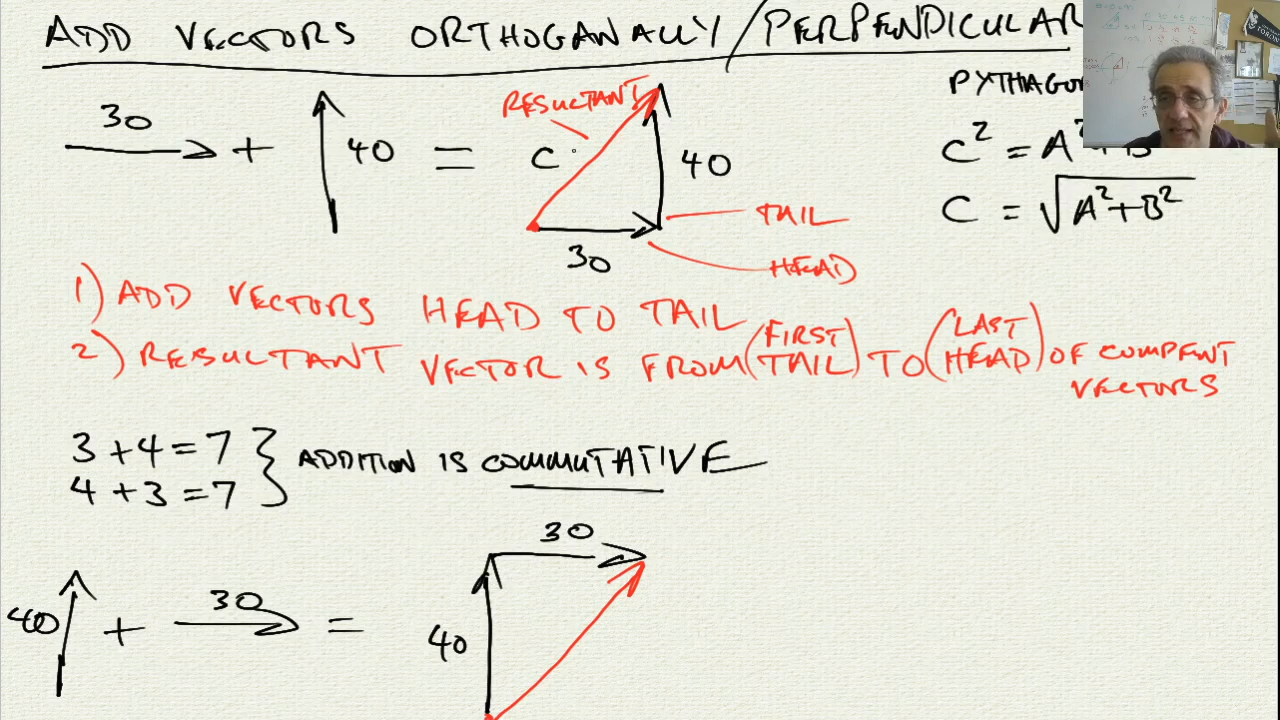 ADD VECTORS ORTHOGANALLY/PERPENDICULAR
30 + 40 = C 40 30
RESULTANT
TAIL
HEAD
C² = A²
C = √A²+B²
1) ADD VECTORS HEAD TO TAIL
2) RESULTANT VECTOR IS FROM (FIRST TAIL) TO (LAST HEAD) OF COMPENT VECTORS
3+4=7
4+3=7
ADDITION IS COMMUTATIVE
40 + 30 = 40 30